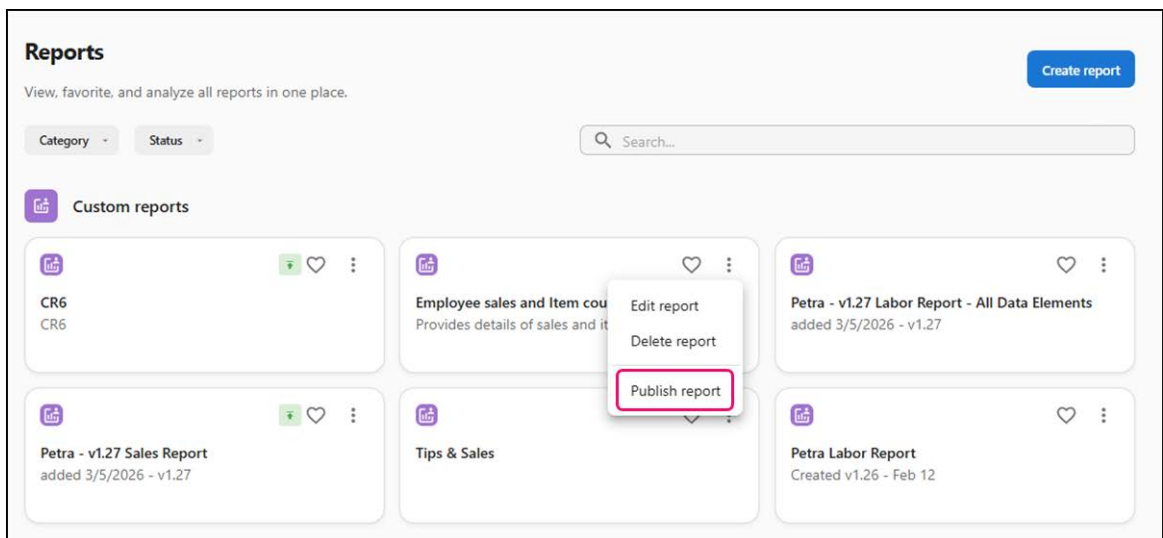 Reports
Create report
View, favorite, and analyze all reports in one place.
Category
Status
Search...
Custom reports
CR6
CR6
Employee sales and Item cou
Provides details of sales and it
Edit report
Delete report
Publish report
Petra - v1.27 Labor Report - All Data Elements
added 3/5/2026 - v1.27
Petra - v1.27 Sales Report
added 3/5/2026 - v1.27
Tips & Sales
Petra Labor Report
Created v1.26 - Feb 12